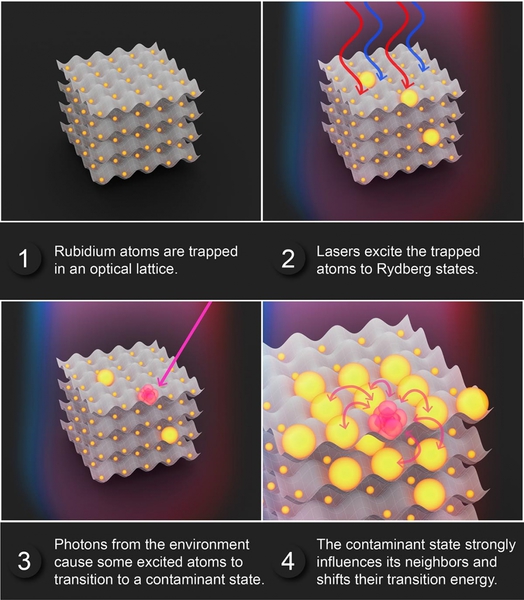 1
Rubidium atoms are trapped
in an optical lattice.
2
Lasers excite the trapped
atoms to Rydberg states.
3
Photons from the environment
cause some excited atoms to
transition to a contaminant state.
4
The contaminant state strongly
influences its neighbors and
shifts their transition energy.